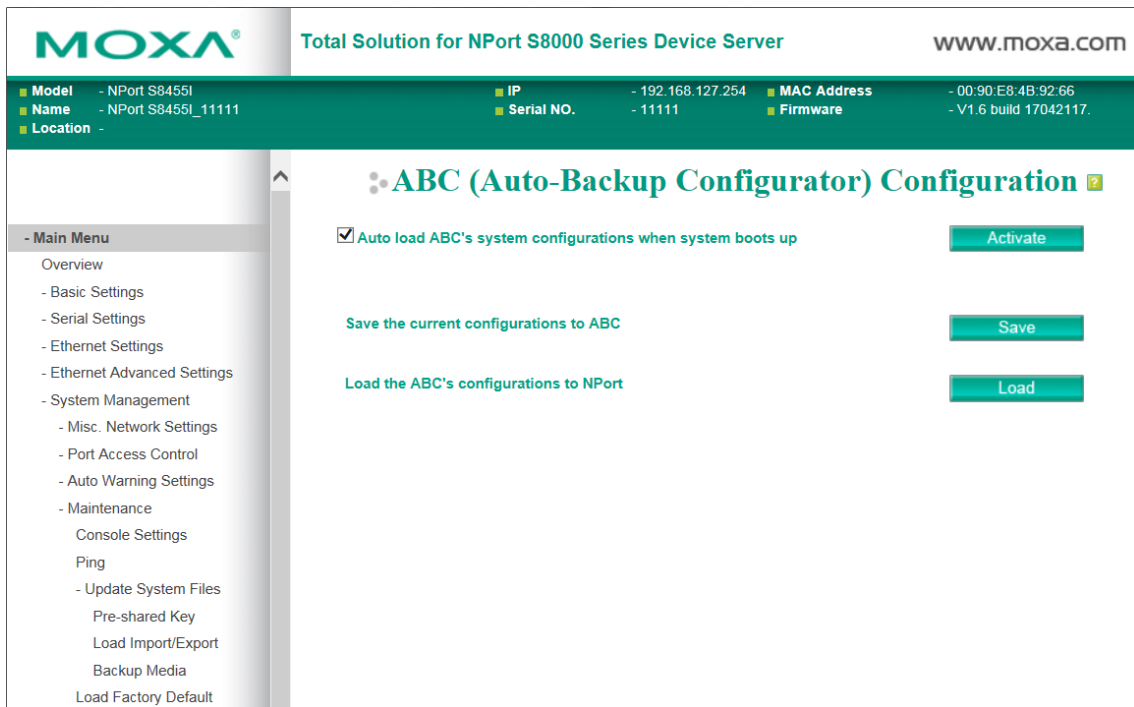 MOXA®
Total Solution for NPort S8000 Series Device Server
www.moxa.com
Model - NPort S8455I
IP - 192.168.127.254
MAC Address - 00:90:E8:4B:92:66
Name - NPort S8455I_11111
Serial NO. - 11111
Firmware - V1.6 build 17042117.
Location -
ABC (Auto-Backup Configurator) Configuration ?
- Main Menu
Overview
- Basic Settings
- Serial Settings
- Ethernet Settings
- Ethernet Advanced Settings
- System Management
- Misc. Network Settings
- Port Access Control
- Auto Warning Settings
- Maintenance
Console Settings
Ping
- Update System Files
Pre-shared Key
Load Import/Export
Backup Media
Load Factory Default
Auto load ABC's system configurations when system boots up
Activate
Save the current configurations to ABC
Save
Load the ABC's configurations to NPort
Load